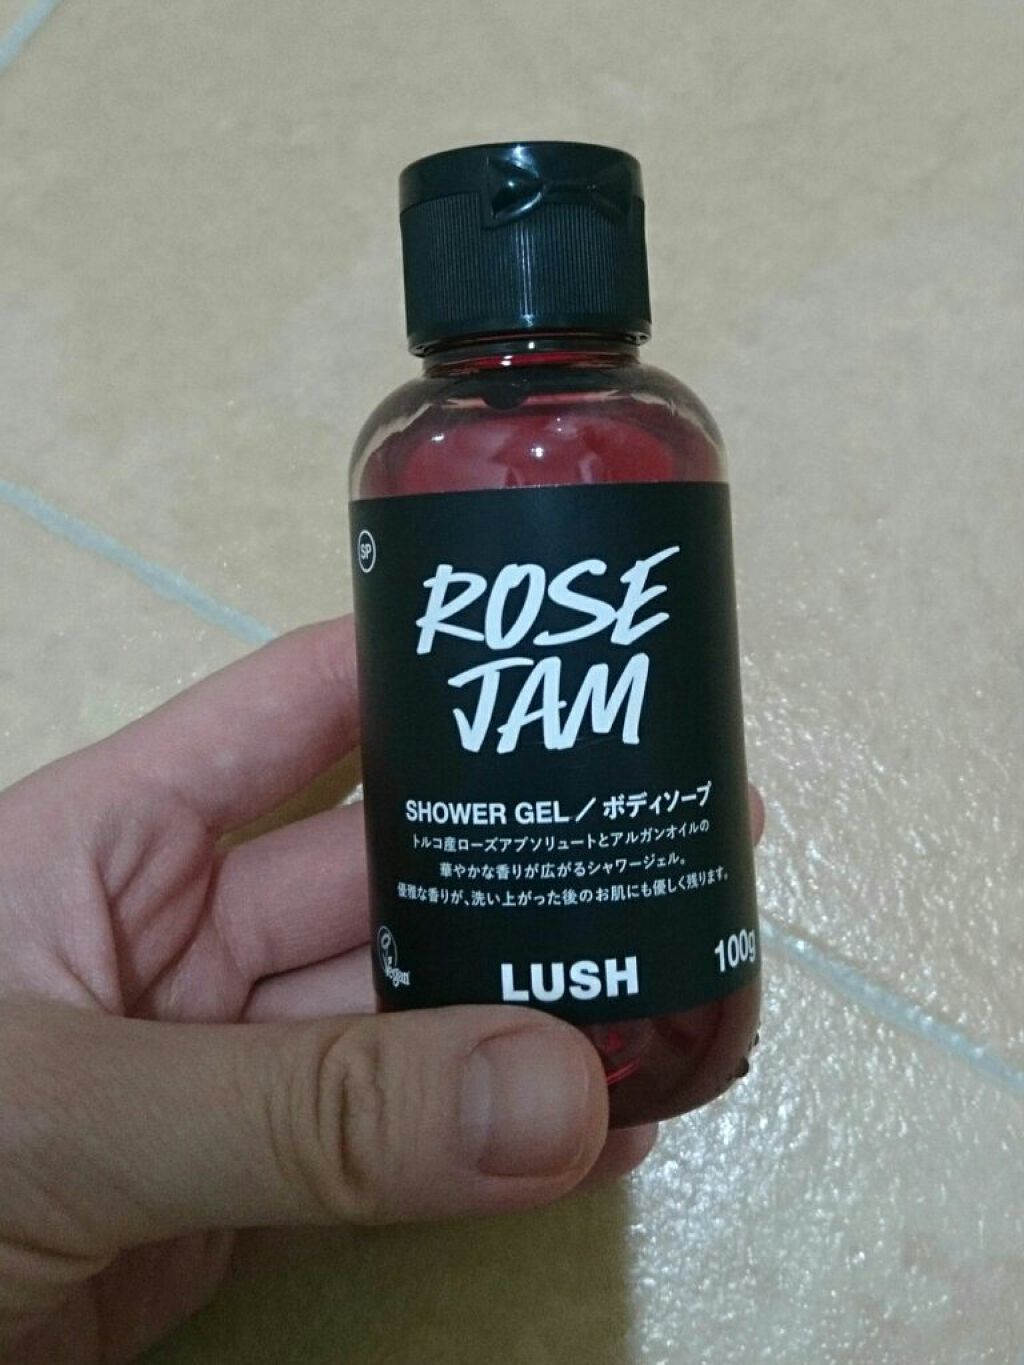 SP
ROSE
JAM
SHOWER GEL／ボディソープ
トルコ産ローズアブソリュートとアルガンオイルの
華やかな香りが広がるシャワージェル。
優雅な香りが、洗い上がった後のお肌にも優しく残ります。
Vegan
LUSH
100g